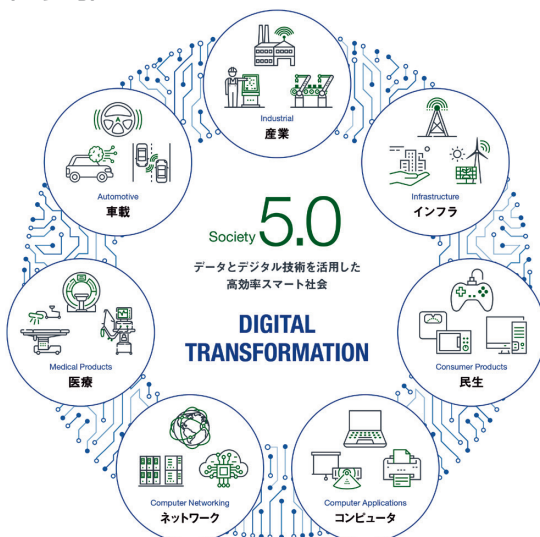 Industrial
産業
Automotive
車載
Infrastructure
インフラ
Society 5.0
データとデジタル技術を活用した
高効率スマート社会
DIGITAL
TRANSFORMATION
Medical Products
医療
Consumer Products
民生
Computer Networking
ネットワーク
Computer Applications
コンピュータ